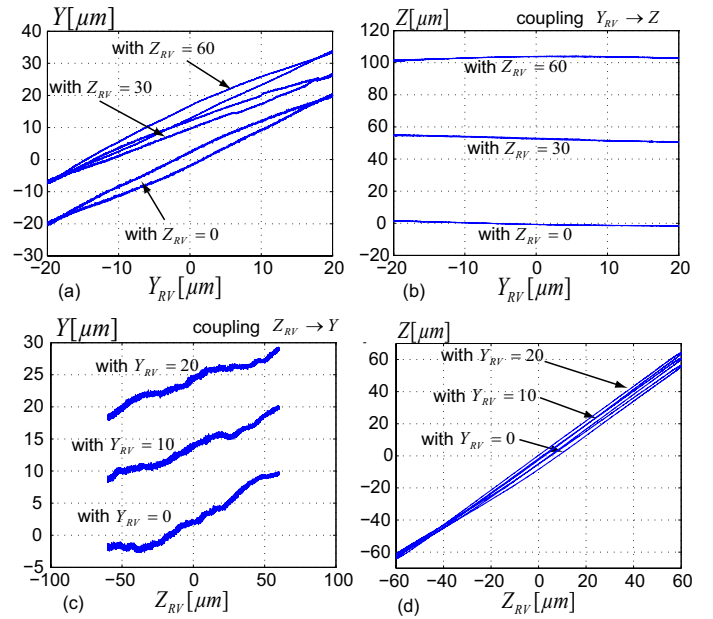 Y[μm]
40
30
20
10
0
−10
−20
30
with Z_RV = 60
with Z_RV = 30
with Z_RV = 0
−20
−10
0
10
20
(a)
Y_RV [μm]
Z[μm]
coupling Y_RV → Z
120
100
80
60
40
20
0
−20
with Z_RV = 60
with Z_RV = 30
with Z_RV = 0
−20
−10
0
10
20
(b)
Y_RV [μm]
Y[μm]
coupling Z_RV → Y
30
25
20
15
10
5
0
−5
with Y_RV = 20
with Y_RV = 10
with Y_RV = 0
−100
−50
0
50
100
(c)
Z_RV [μm]
Z[μm]
60
40
20
0
−20
−40
−60
with Y_RV = 20
with Y_RV = 10
with Y_RV = 0
−60
−40
−20
0
20
40
60
(d)
Z_RV [μm]